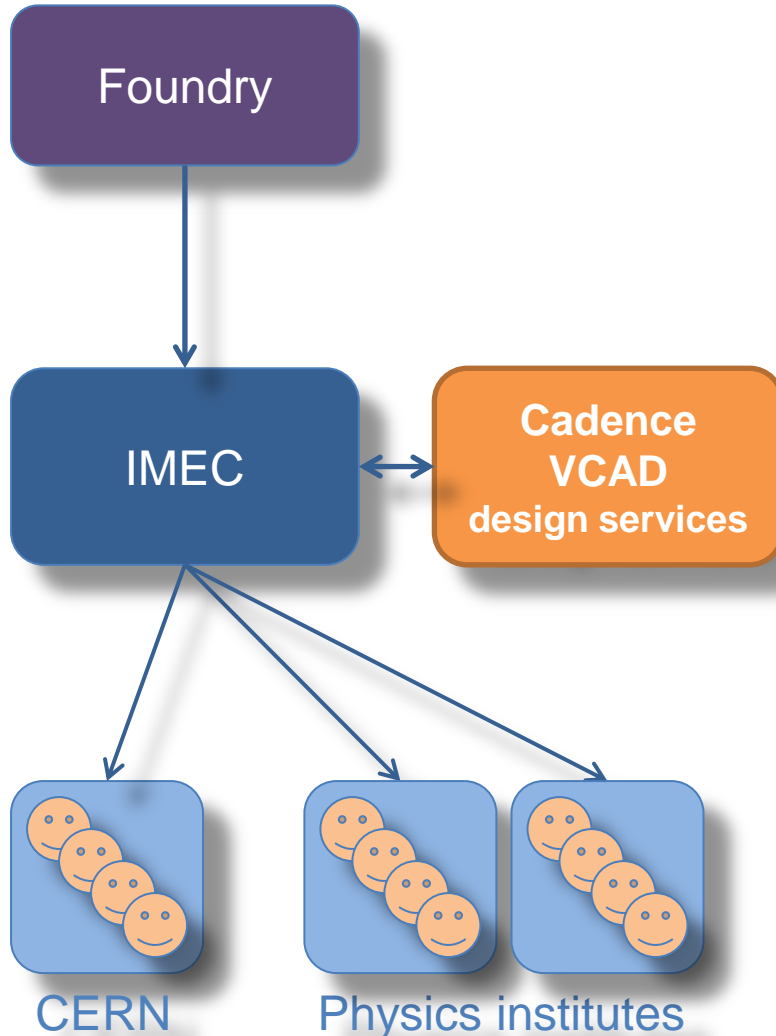 Foundry
IMEC
Cadence
VCAD
design services
CERN
Physics institutes